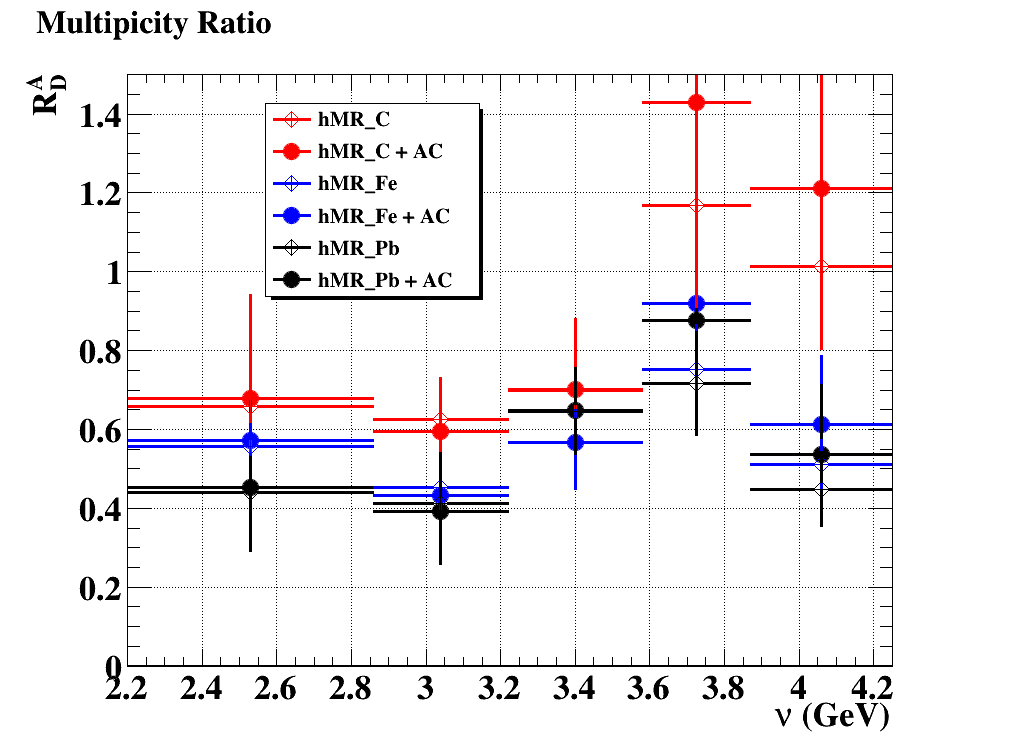 Multipicity Ratio
R_D^A
1.4
1.2
1
0.8
0.6
0.4
0.2
0
hMR_C
hMR_C + AC
hMR_Fe
hMR_Fe + AC
hMR_Pb
hMR_Pb + AC
2.2 2.4 2.6 2.8 3 3.2 3.4 3.6 3.8 4 4.2
ν (GeV)